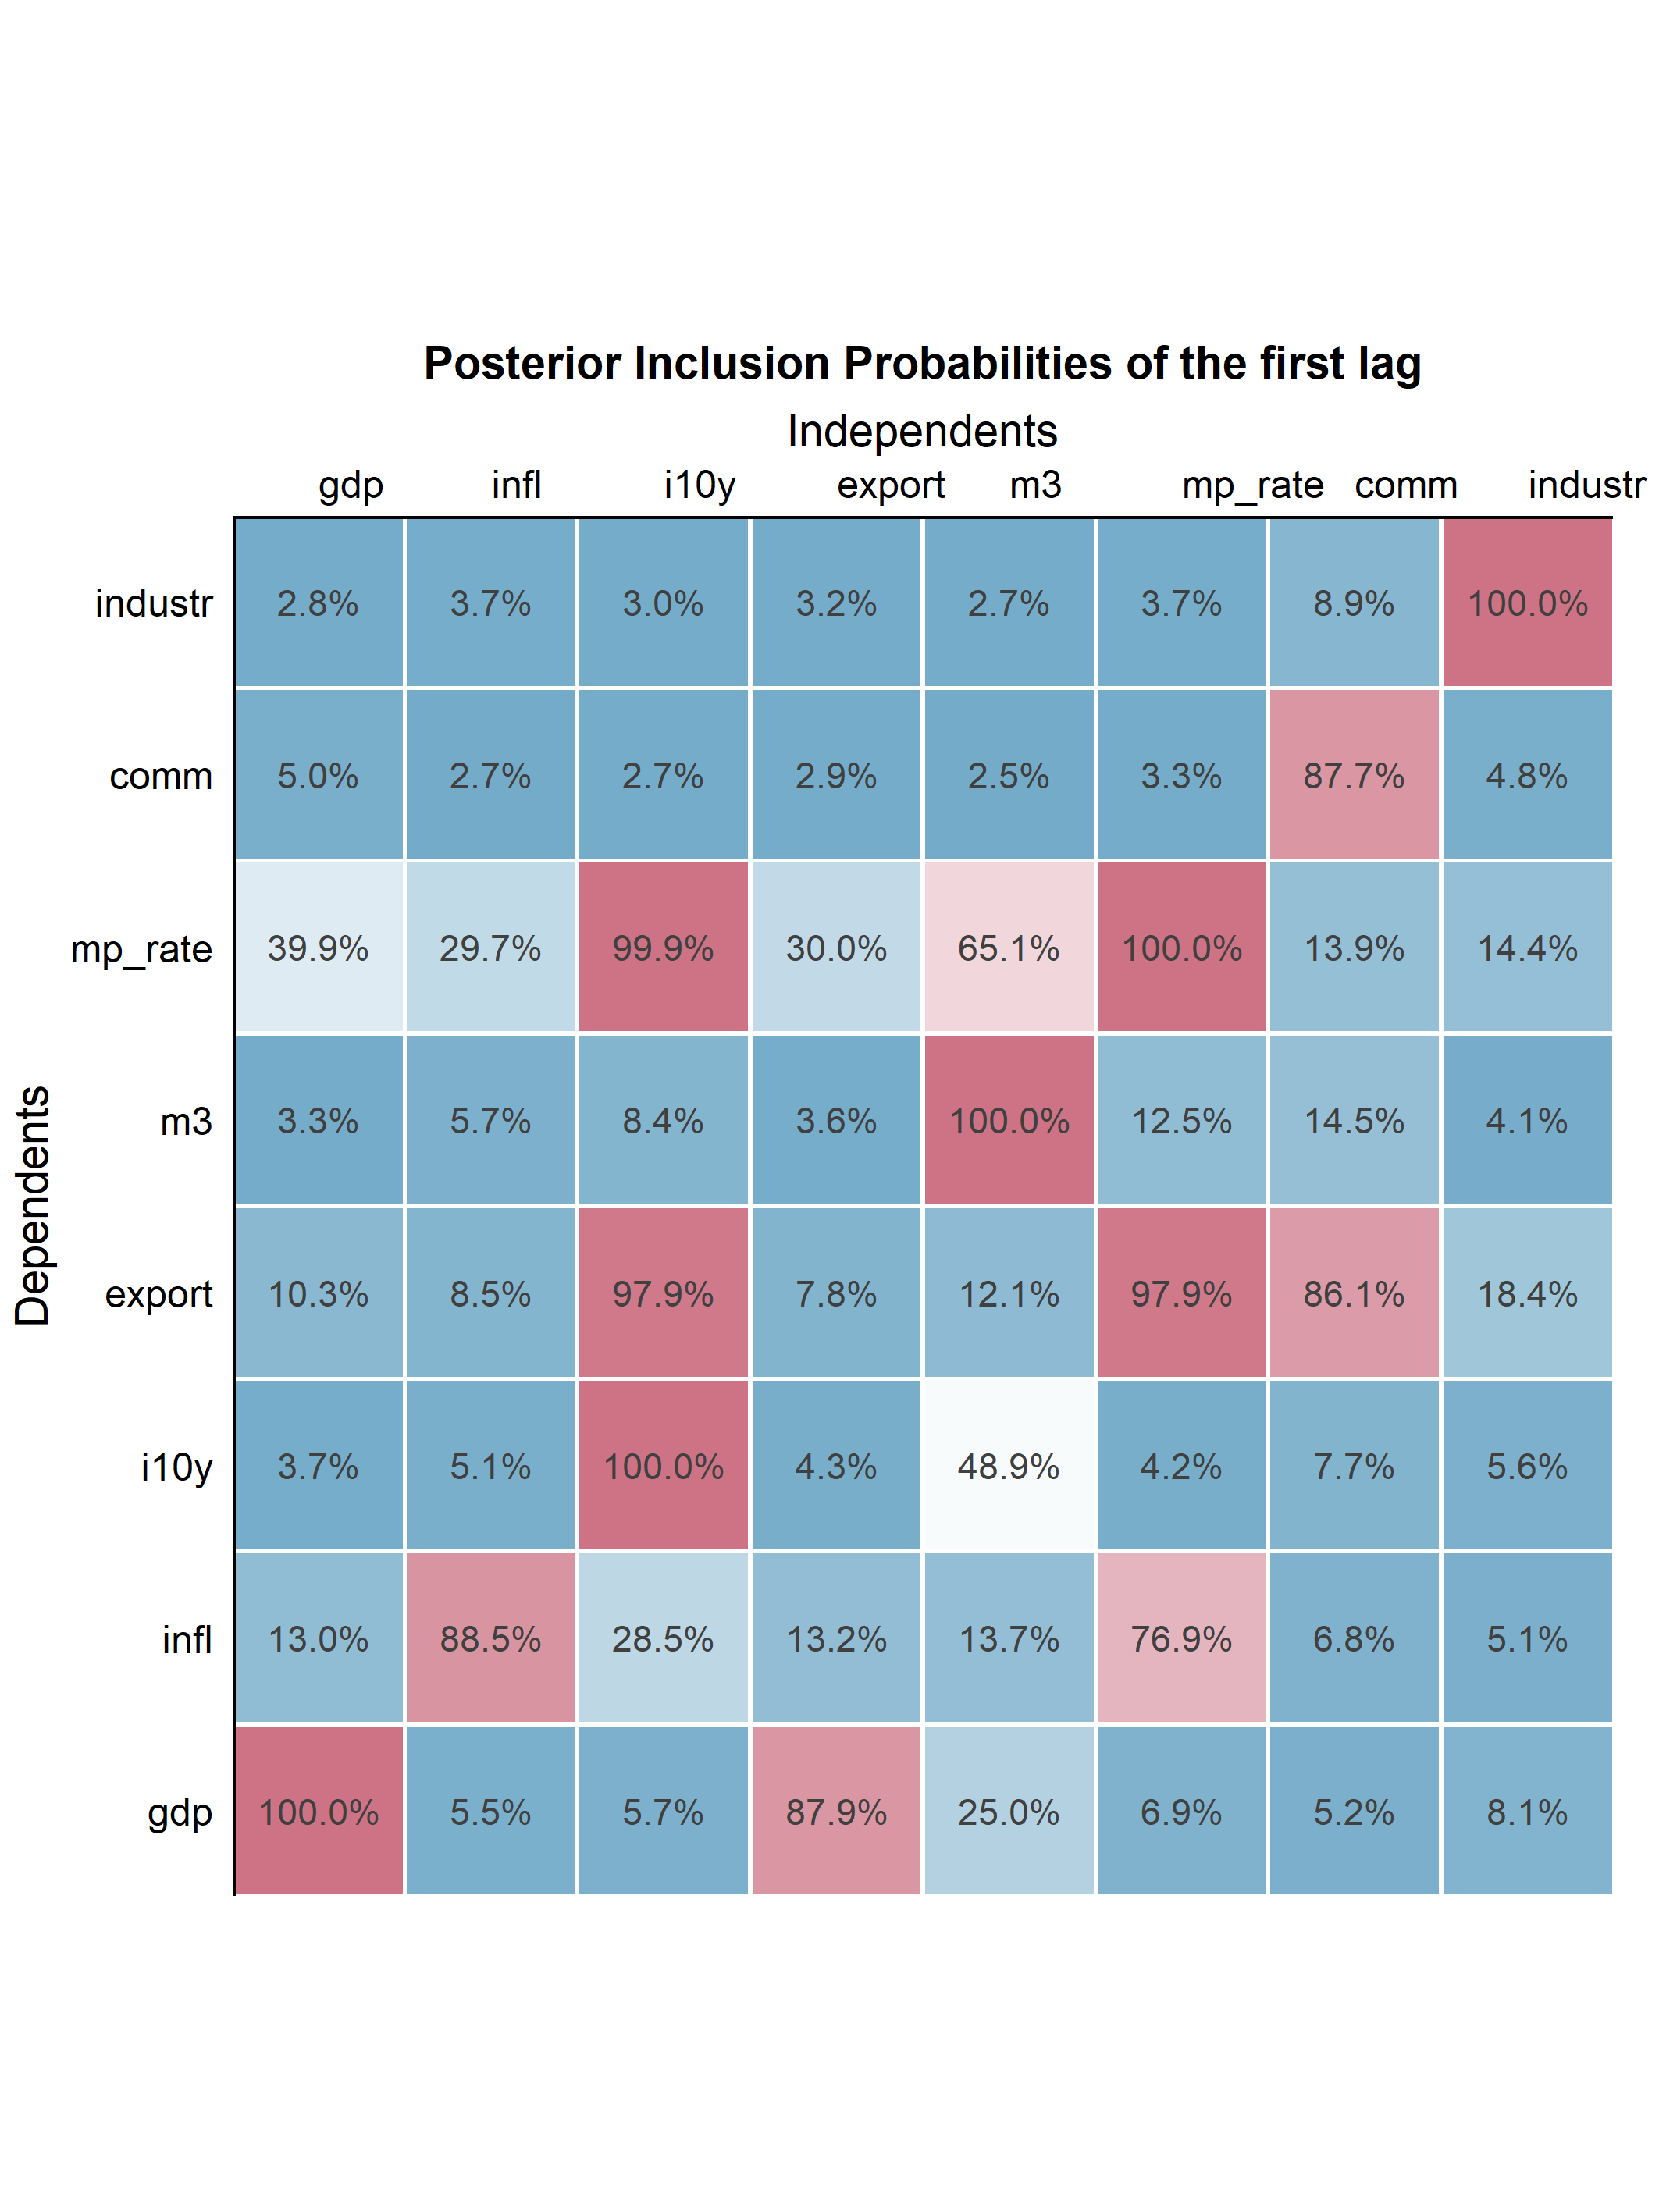 Posterior Inclusion Probabilities of the first lag
Independents
gdp infl i10y export m3 mp_rate comm industr
industr 2.8% 3.7% 3.0% 3.2% 2.7% 3.7% 8.9% 100.0%
comm 5.0% 2.7% 2.7% 2.9% 2.5% 3.3% 87.7% 4.8%
mp_rate 39.9% 29.7% 99.9% 30.0% 65.1% 100.0% 13.9% 14.4%
m3 3.3% 5.7% 8.4% 3.6% 100.0% 12.5% 14.5% 4.1%
Dependents
export 10.3% 8.5% 97.9% 7.8% 12.1% 97.9% 86.1% 18.4%
i10y 3.7% 5.1% 100.0% 4.3% 48.9% 4.2% 7.7% 5.6%
infl 13.0% 88.5% 28.5% 13.2% 13.7% 76.9% 6.8% 5.1%
gdp 100.0% 5.5% 5.7% 87.9% 25.0% 6.9% 5.2% 8.1%